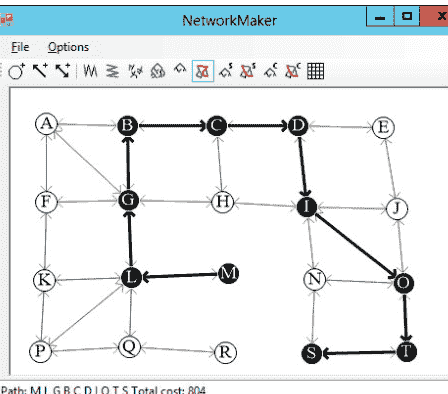 NetworkMaker
File Options
A B C D E
F G H I J
K L M N O
P Q R S T
Path: M L G B C D I O T S Total cost: 804